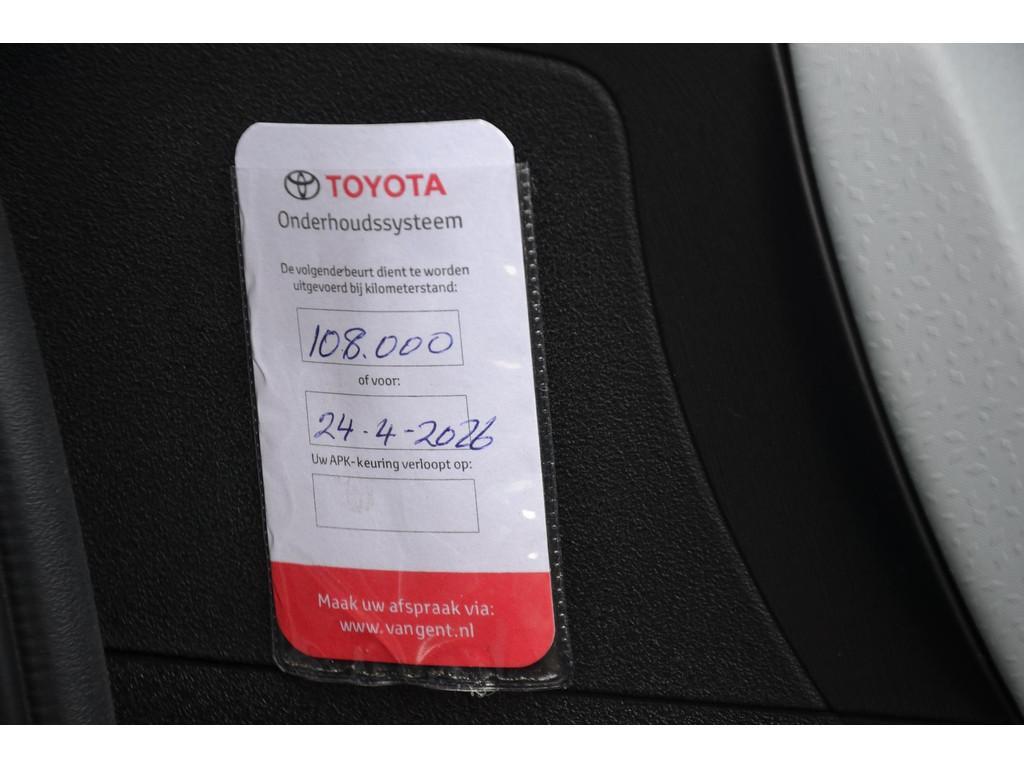 TOYOTA
Onderhoudssysteem
De volgende beurt dient te worden
uitgevoerd bij kilometerstand:
108.000
of voor:
24-4-2026
Uw APK-keuring verloopt op:
Maak uw afspraak via:
www.vangent.nl